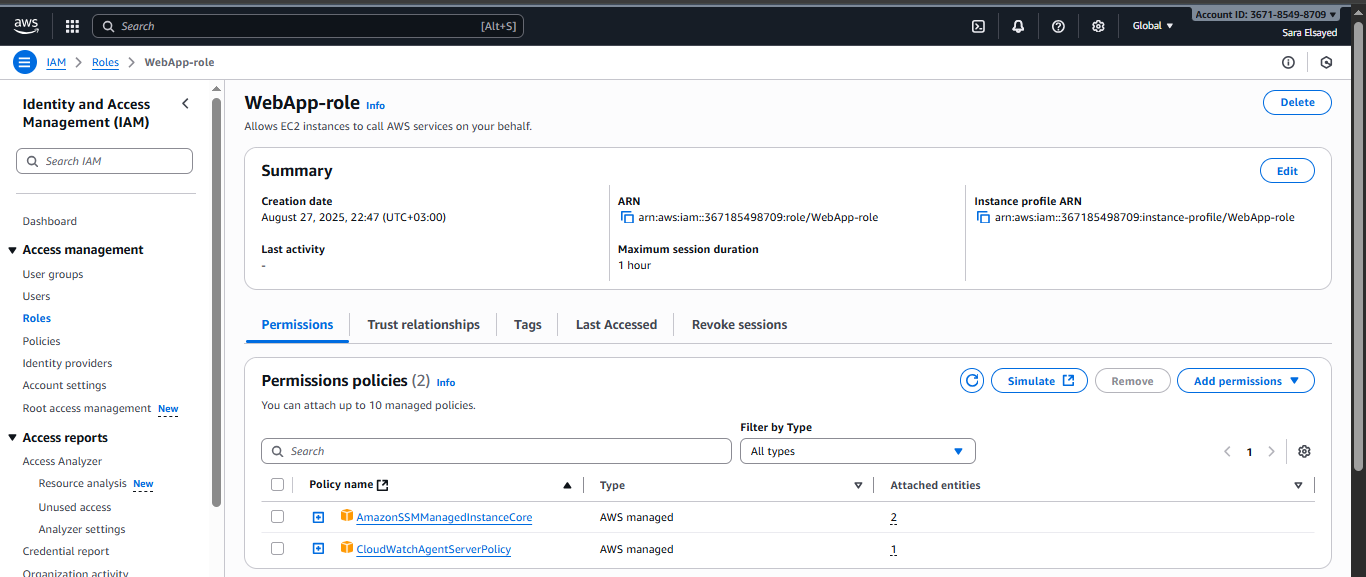 aws
Search [Alt+S]
Global
Account ID: 3671-8549-8709
Sara Elsayed
IAM > Roles > WebApp-role
Identity and Access Management (IAM)
Search IAM
Dashboard
Access management
User groups
Users
Roles
Policies
Identity providers
Account settings
Root access management New
Access reports
Access Analyzer
Resource analysis New
Unused access
Analyzer settings
Credential report
Organization activity
WebApp-role Info
Delete
Allows EC2 instances to call AWS services on your behalf.
Summary
Edit
Creation date
August 27, 2025, 22:47 (UTC+03:00)
ARN
arn:aws:iam::367185498709:role/WebApp-role
Instance profile ARN
arn:aws:iam::367185498709:instance-profile/WebApp-role
Last activity
-
Maximum session duration
1 hour
Permissions
Trust relationships
Tags
Last Accessed
Revoke sessions
Permissions policies (2) Info
Simulate
Remove
Add permissions
You can attach up to 10 managed policies.
Filter by Type
Search
All types
1
Policy name Type Attached entities
AmazonSSMManagedInstanceCore AWS managed 2
CloudWatchAgentServerPolicy AWS managed 1